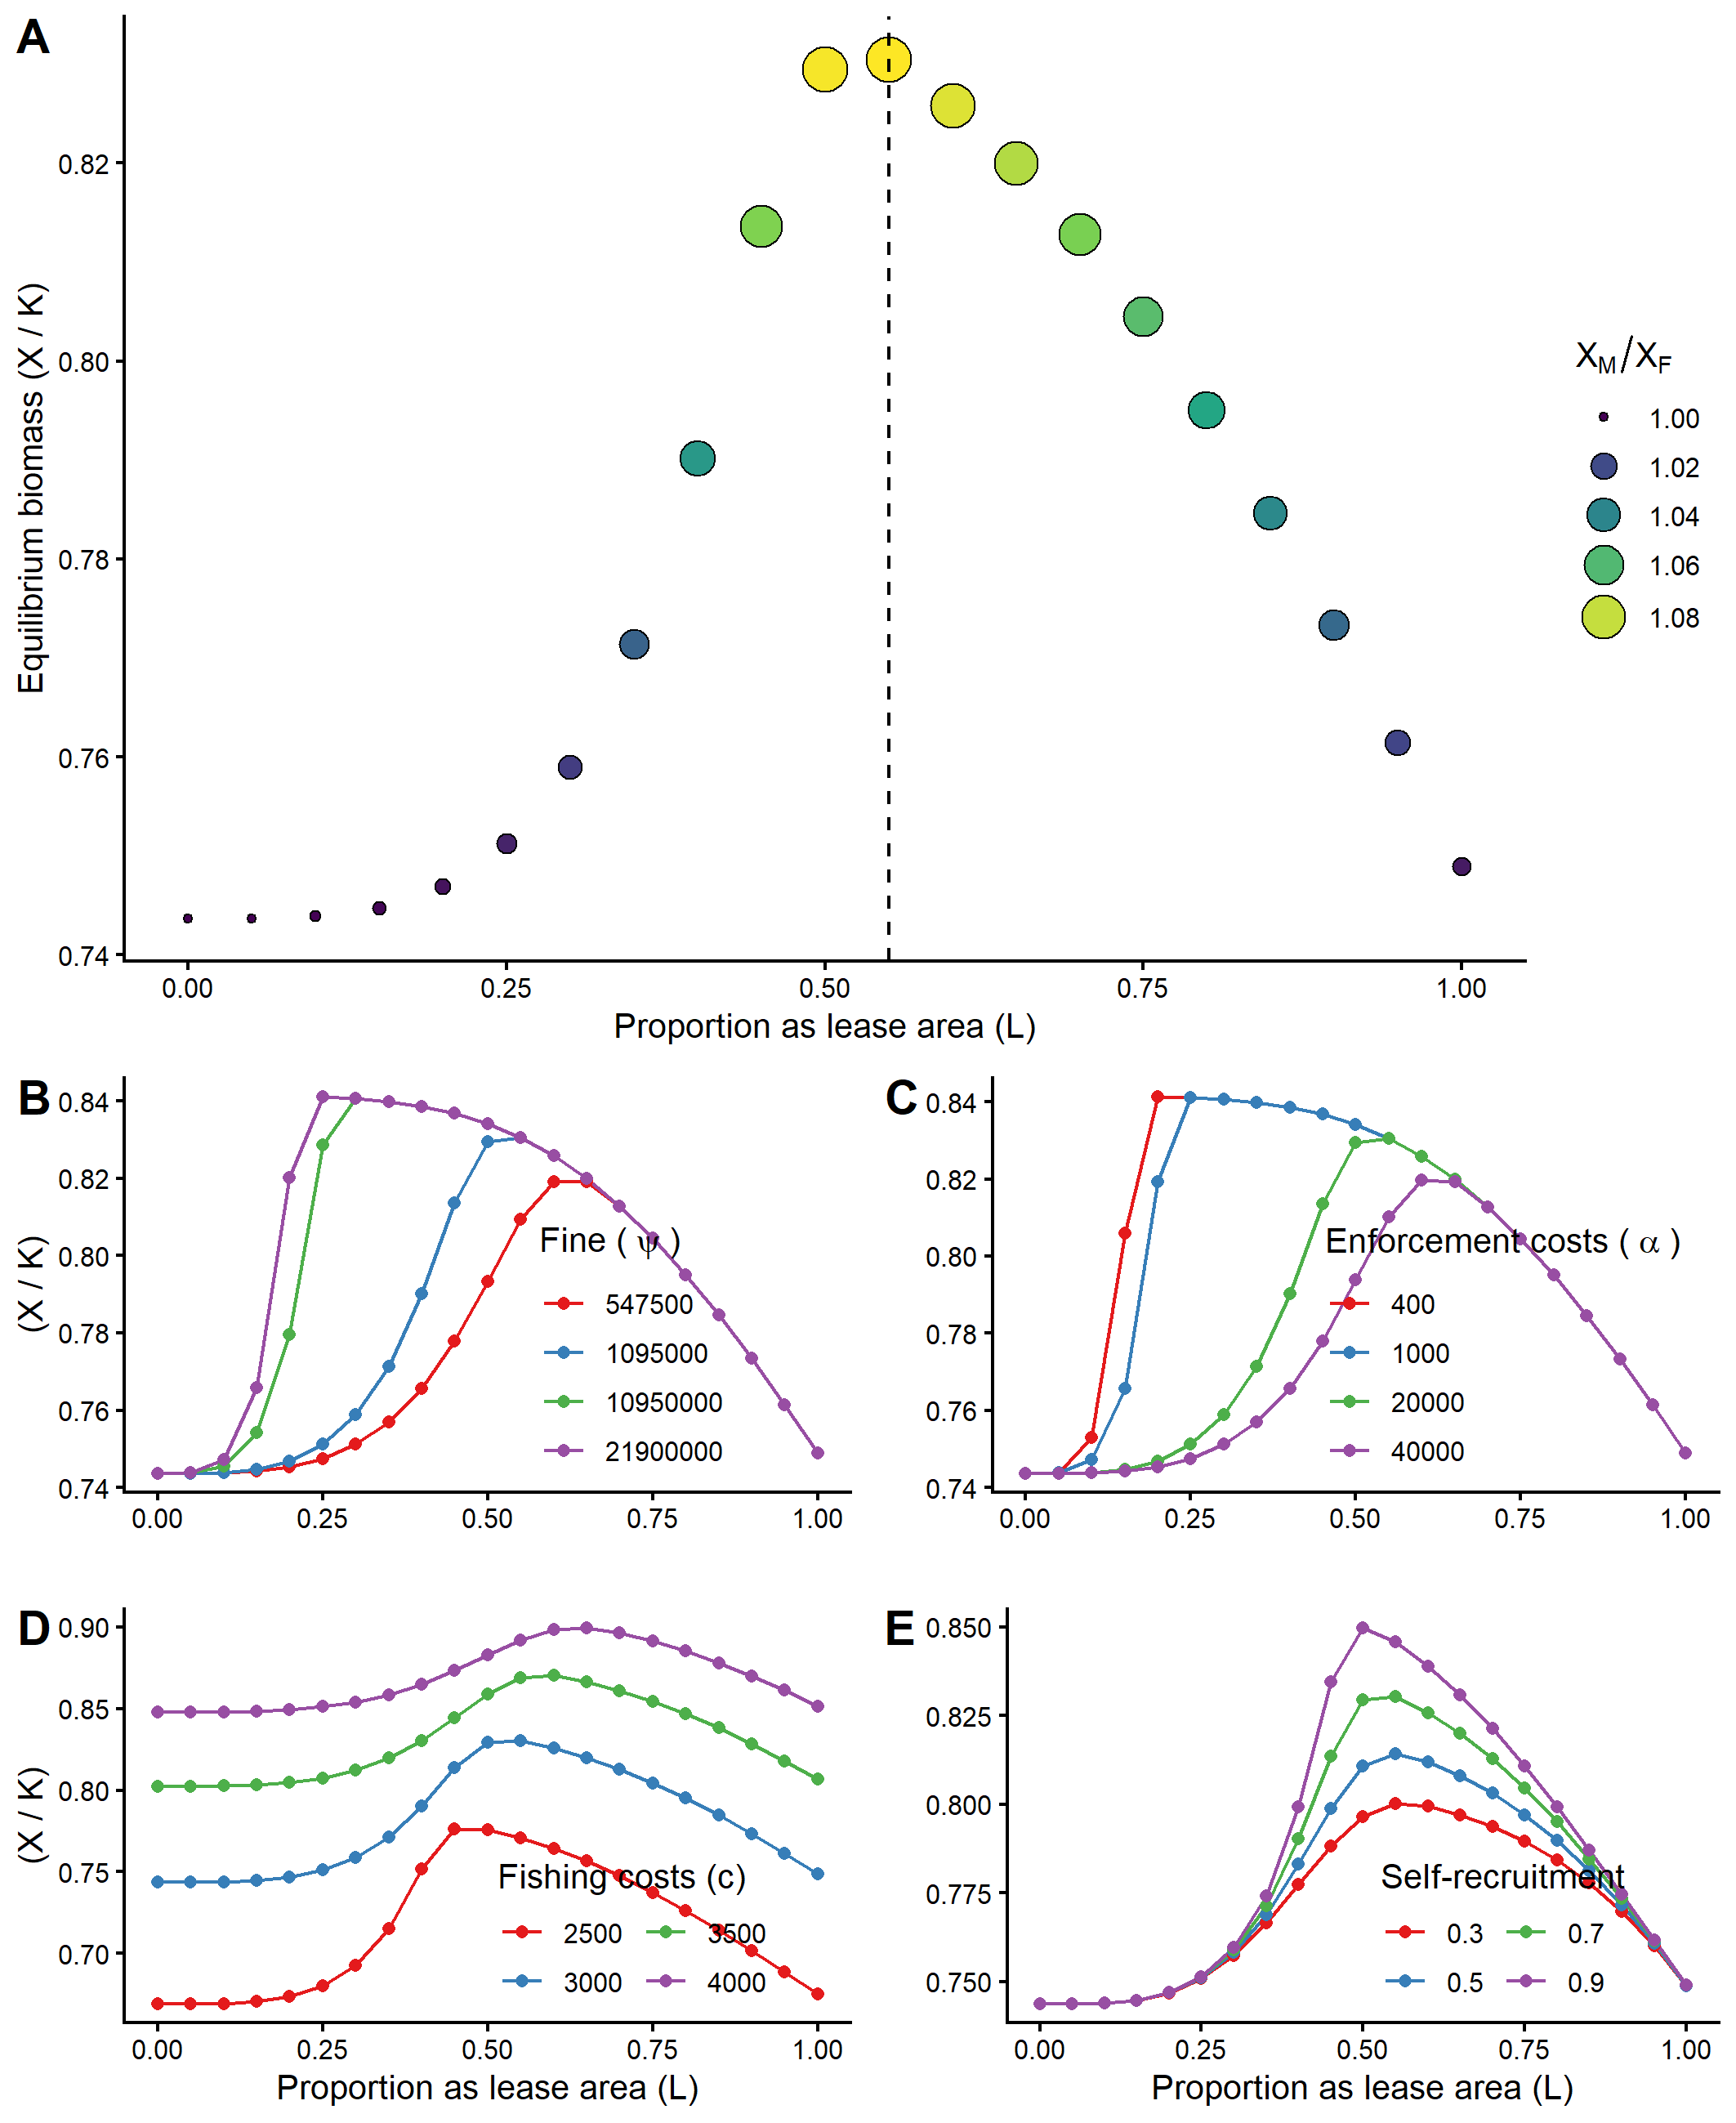 A
Equilibrium biomass (X / K)
0.82
0.80
0.78
0.76
0.74
0.00 0.25 0.50 0.75 1.00
Proportion as lease area (L)
X_M/X_F
1.00
1.02
1.04
1.06
1.08
B
(X / K)
0.84
0.82
0.80
0.78
0.76
0.74
0.00 0.25 0.50 0.75 1.00
Fine ( ψ )
547500
1095000
10950000
21900000
C
0.84
0.82
0.80
0.78
0.76
0.74
0.00 0.25 0.50 0.75 1.00
Enforcement costs ( α )
400
1000
20000
40000
D
(X / K)
0.90
0.85
0.80
0.75
0.70
0.00 0.25 0.50 0.75 1.00
Proportion as lease area (L)
Fishing costs (c)
2500 3500
3000 4000
E
0.850
0.825
0.800
0.775
0.750
0.00 0.25 0.50 0.75 1.00
Proportion as lease area (L)
Self-recruitment
0.3 0.7
0.5 0.9